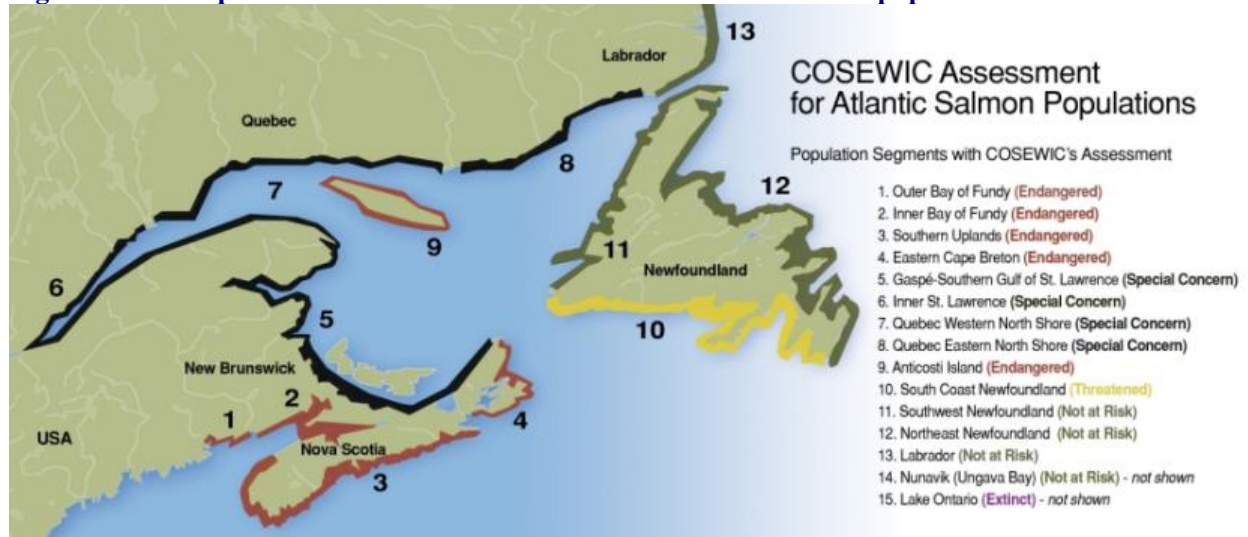 13
Labrador
COSEWIC Assessment
for Atlantic Salmon Populations
Quebec
Population Segments with COSEWIC's Assessment
8
7
12
1. Outer Bay of Fundy (Endangered)
2. Inner Bay of Fundy (Endangered)
3. Southern Uplands (Endangered)
4. Eastern Cape Breton (Endangered)
5. Gaspé-Southern Gulf of St. Lawrence (Special Concern)
6. Inner St. Lawrence (Special Concern)
7. Quebec Western North Shore (Special Concern)
8. Quebec Eastern North Shore (Special Concern)
9. Anticosti Island (Endangered)
10. South Coast Newfoundland (Threatened)
11. Southwest Newfoundland (Not at Risk)
12. Northeast Newfoundland (Not at Risk)
13. Labrador (Not at Risk)
14. Nunavik (Ungava Bay) (Not at Risk) - not shown
15. Lake Ontario (Extinct) - not shown
9
11
Newfoundland
6
5
10
New Brunswick
2
1
4
USA
Nova Scotia
3